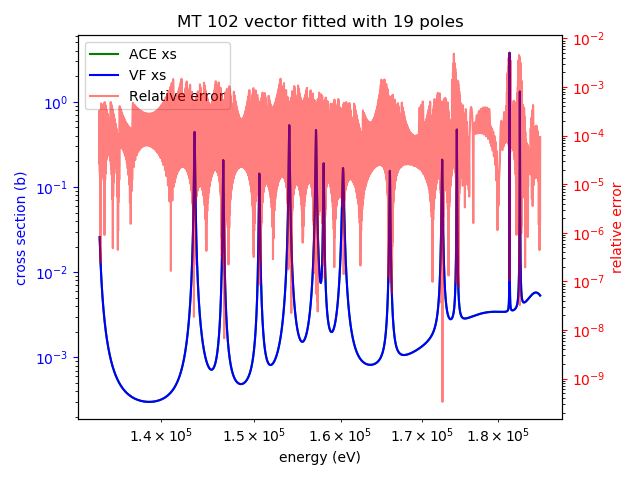 MT 102 vector fitted with 19 poles
ACE xs
VF xs
Relative error
cross section (b)
10⁰
10⁻¹
10⁻²
10⁻³
10⁻²
10⁻³
10⁻⁴
10⁻⁵
10⁻⁶
10⁻⁷
10⁻⁸
10⁻⁹
relative error
1.4 × 10⁵ 1.5 × 10⁵ 1.6 × 10⁵ 1.7 × 10⁵ 1.8 × 10⁵
energy (eV)